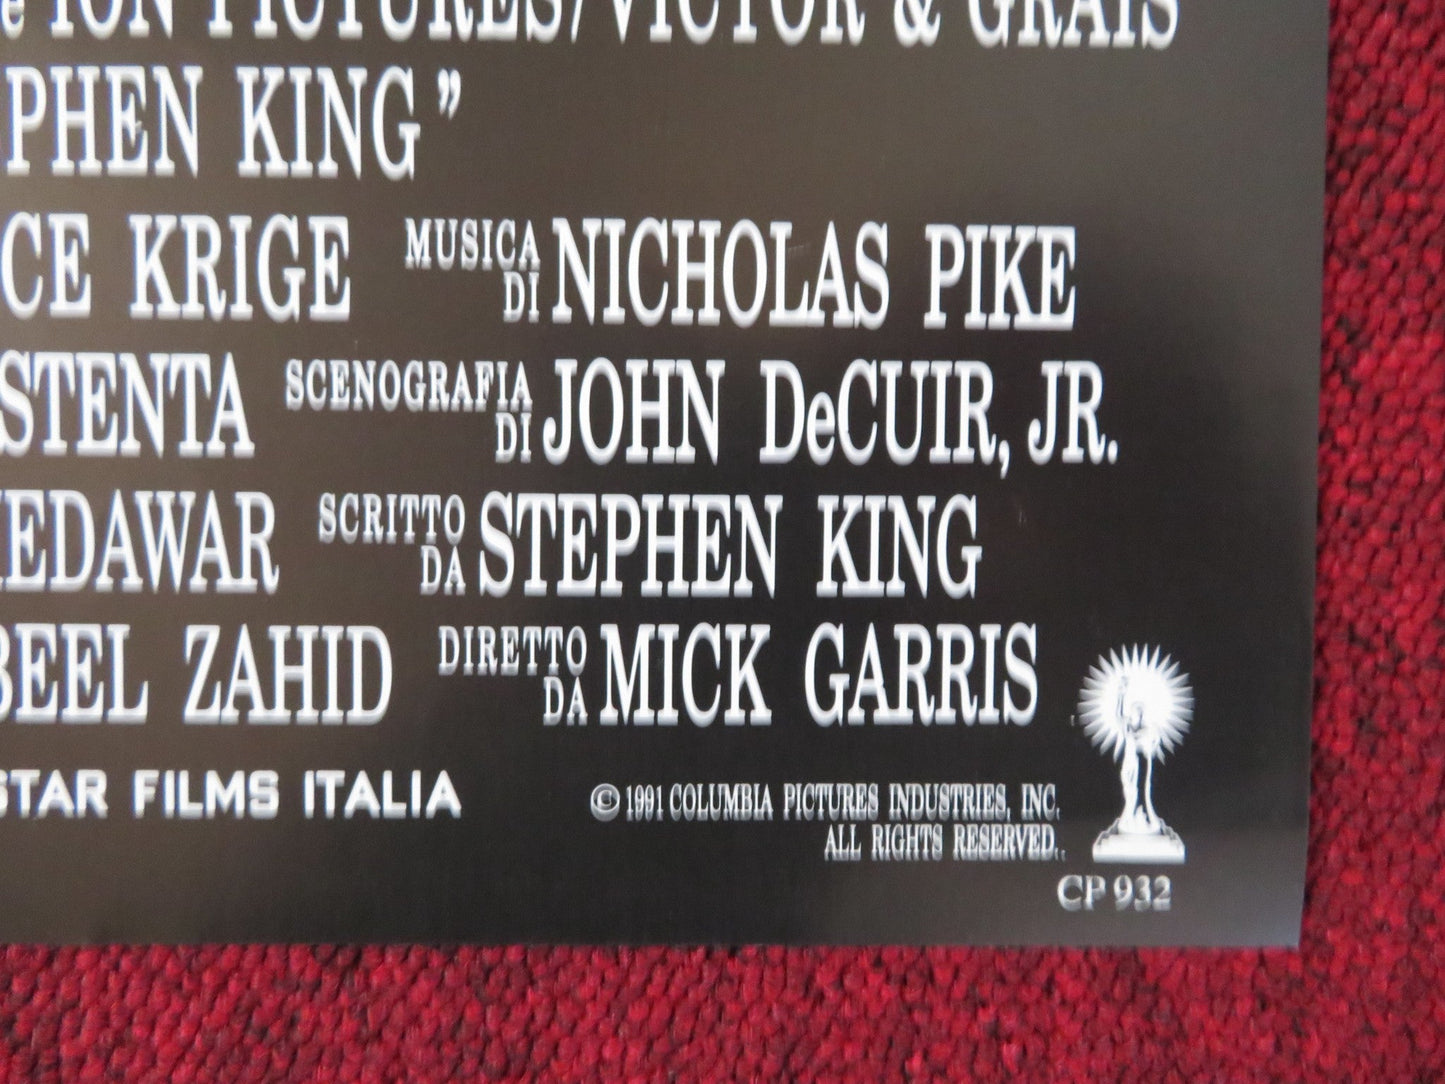 e ION PICTURES/VICTOR & GRAIS
PHEN KING”
CE KRIGE MUSICA DI NICHOLAS PIKE
STENTA SCENOGRAFIA DI JOHN DeCUIR, JR.
EDAWAR SCRITTO DA STEPHEN KING
BEEL ZAHID DIRETTO DA MICK GARRIS
STAR FILMS ITALIA
© 1991 COLUMBIA PICTURES INDUSTRIES, INC.
ALL RIGHTS RESERVED.
CP 932